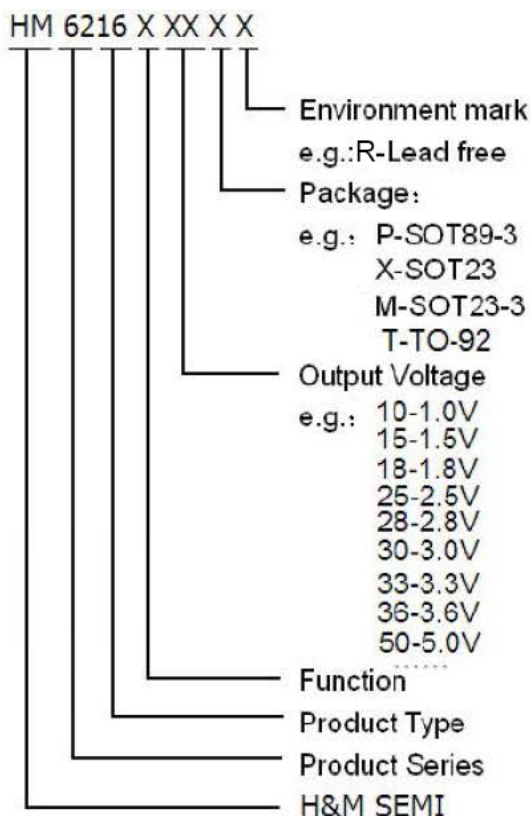 HM 6216 X XX X X
Environment mark
e.g.:R-Lead free
Package:
e.g.: P-SOT89-3
X-SOT23
M-SOT23-3
T-TO-92
Output Voltage
e.g.: 10-1.0V
15-1.5V
18-1.8V
25-2.5V
28-2.8V
30-3.0V
33-3.3V
36-3.6V
50-5.0V
......
Function
Product Type
Product Series
H&M SEMI